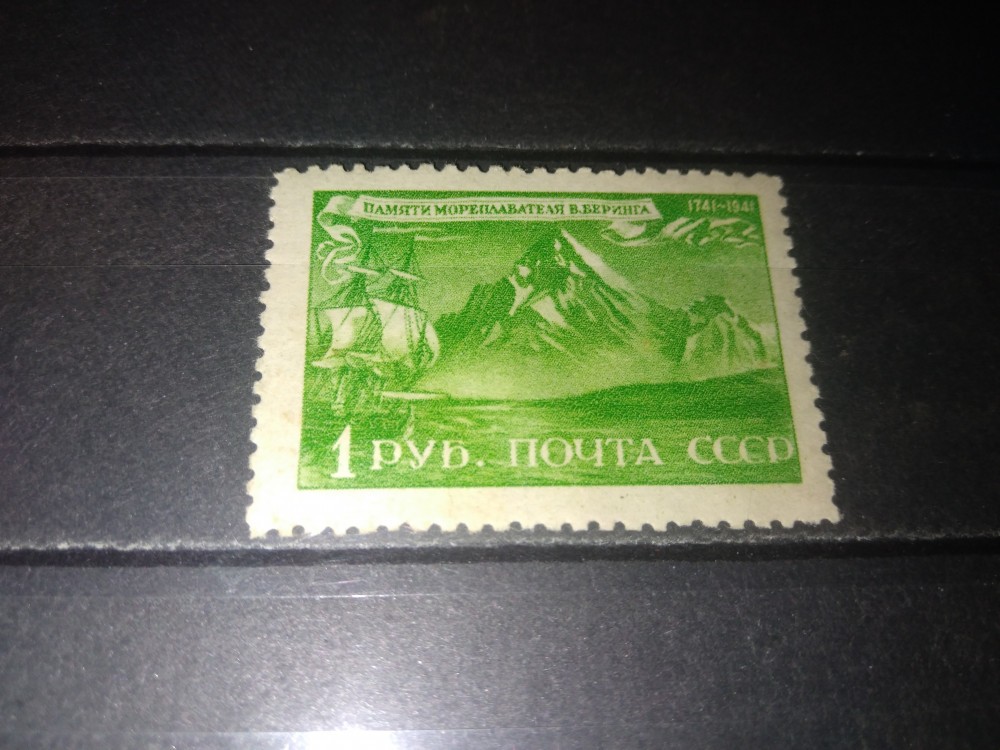 ПАМЯТИ МОРЕПЛАВАТЕЛЯ В.БЕРИНГА
1741~1941
1 РУБ. ПОЧТА СССР